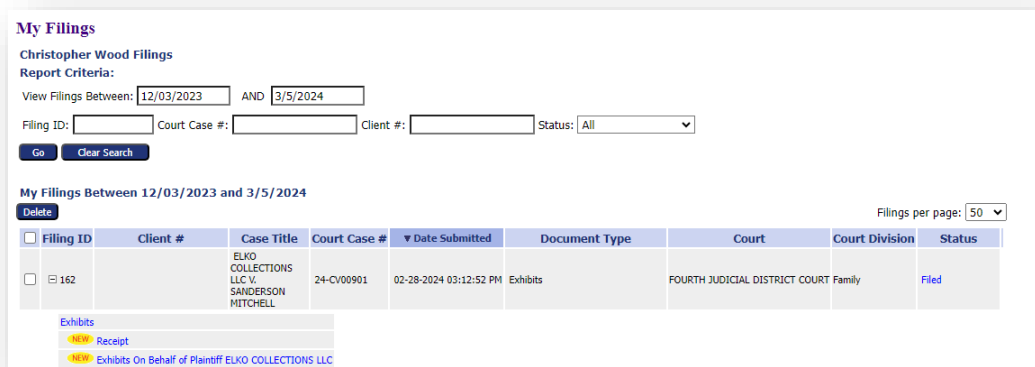 My Filings
Christopher Wood Filings
Report Criteria:
View Filings Between: 12/03/2023 AND 3/5/2024
Filing ID: Court Case #: Client #: Status: All
Go Clear Search
My Filings Between 12/03/2023 and 3/5/2024
Delete Filings per page: 50
Filing ID Client # Case Title Court Case # ▼ Date Submitted Document Type Court Court Division Status
162 ELKO COLLECTIONS LLC V. SANDERSON MITCHELL 24-CV00901 02-28-2024 03:12:52 PM Exhibits FOURTH JUDICIAL DISTRICT COURT Family Filed
Exhibits
NEW Receipt
NEW Exhibits On Behalf of Plaintiff ELKO COLLECTIONS LLC